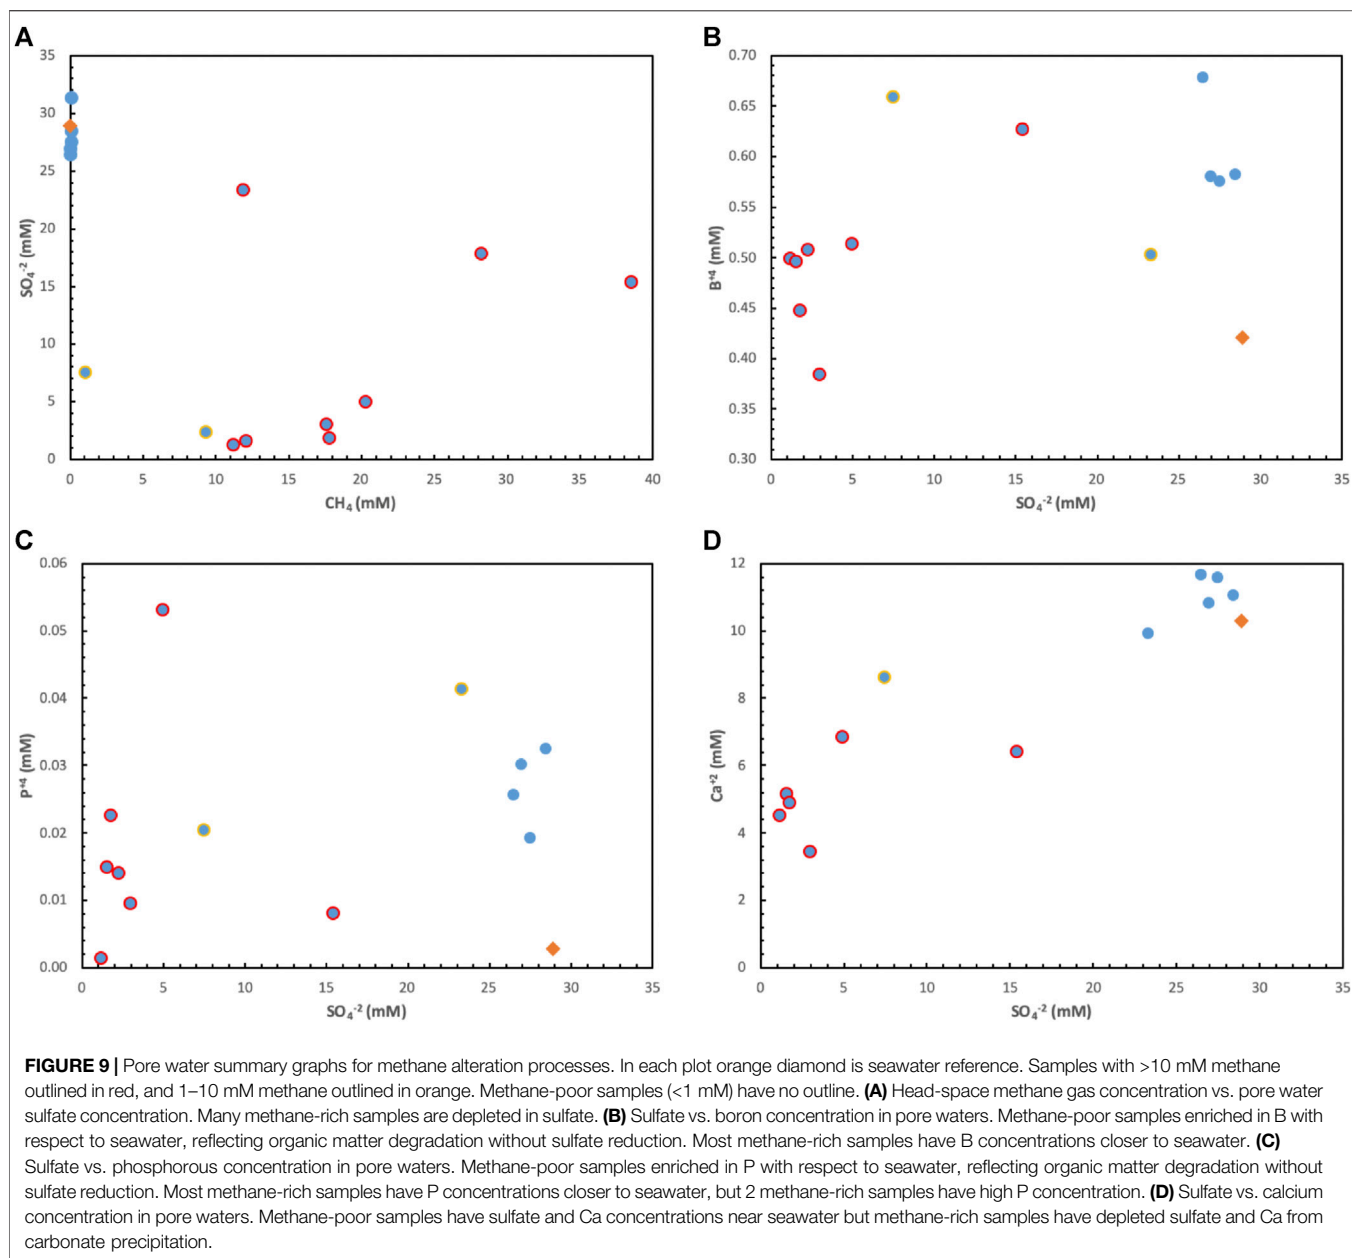 A
35
30
25
20
15
10
5
0
SO₄⁻² (mM)
0 5 10 15 20 25 30 35 40
CH₄ (mM)
B
0.70
0.65
0.60
0.55
0.50
0.45
0.40
0.35
0.30
B⁺⁴ (mM)
0 5 10 15 20 25 30 35
SO₄⁻² (mM)
C
0.06
0.05
0.04
0.03
0.02
0.01
0.00
P⁺⁴ (mM)
0 5 10 15 20 25 30 35
SO₄⁻² (mM)
D
12
10
8
6
4
2
0
Ca⁺² (mM)
0 5 10 15 20 25 30 35
SO₄⁻² (mM)
FIGURE 9 | Pore water summary graphs for methane alteration processes. In each plot orange diamond is seawater reference. Samples with >10 mM methane
outlined in red, and 1–10 mM methane outlined in orange. Methane-poor samples (<1 mM) have no outline. (A) Head-space methane gas concentration vs. pore water
sulfate concentration. Many methane-rich samples are depleted in sulfate. (B) Sulfate vs. boron concentration in pore waters. Methane-poor samples enriched in B with
respect to seawater, reflecting organic matter degradation without sulfate reduction. Most methane-rich samples have B concentrations closer to seawater. (C)
Sulfate vs. phosphorous concentration in pore waters. Methane-poor samples enriched in P with respect to seawater, reflecting organic matter degradation without
sulfate reduction. Most methane-rich samples have P concentrations closer to seawater, but 2 methane-rich samples have high P concentration. (D) Sulfate vs. calcium
concentration in pore waters. Methane-poor samples have sulfate and Ca concentrations near seawater but methane-rich samples have depleted sulfate and Ca from
carbonate precipitation.